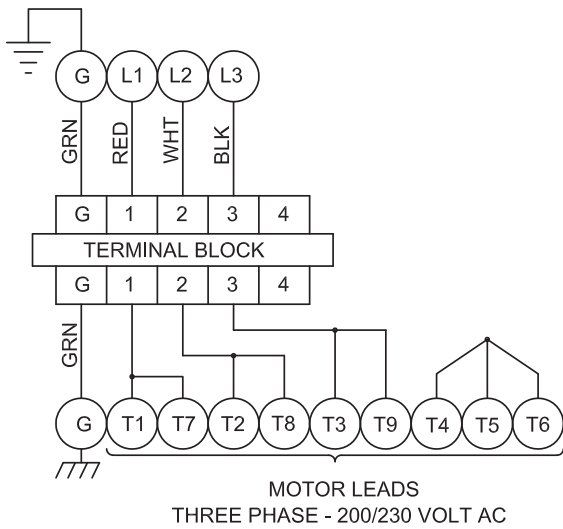 G L1 L2 L3
GRN RED WHT BLK
G 1 2 3 4
TERMINAL BLOCK
G 1 2 3 4
GRN
G T1 T7 T2 T8 T3 T9 T4 T5 T6
MOTOR LEADS
THREE PHASE - 200/230 VOLT AC